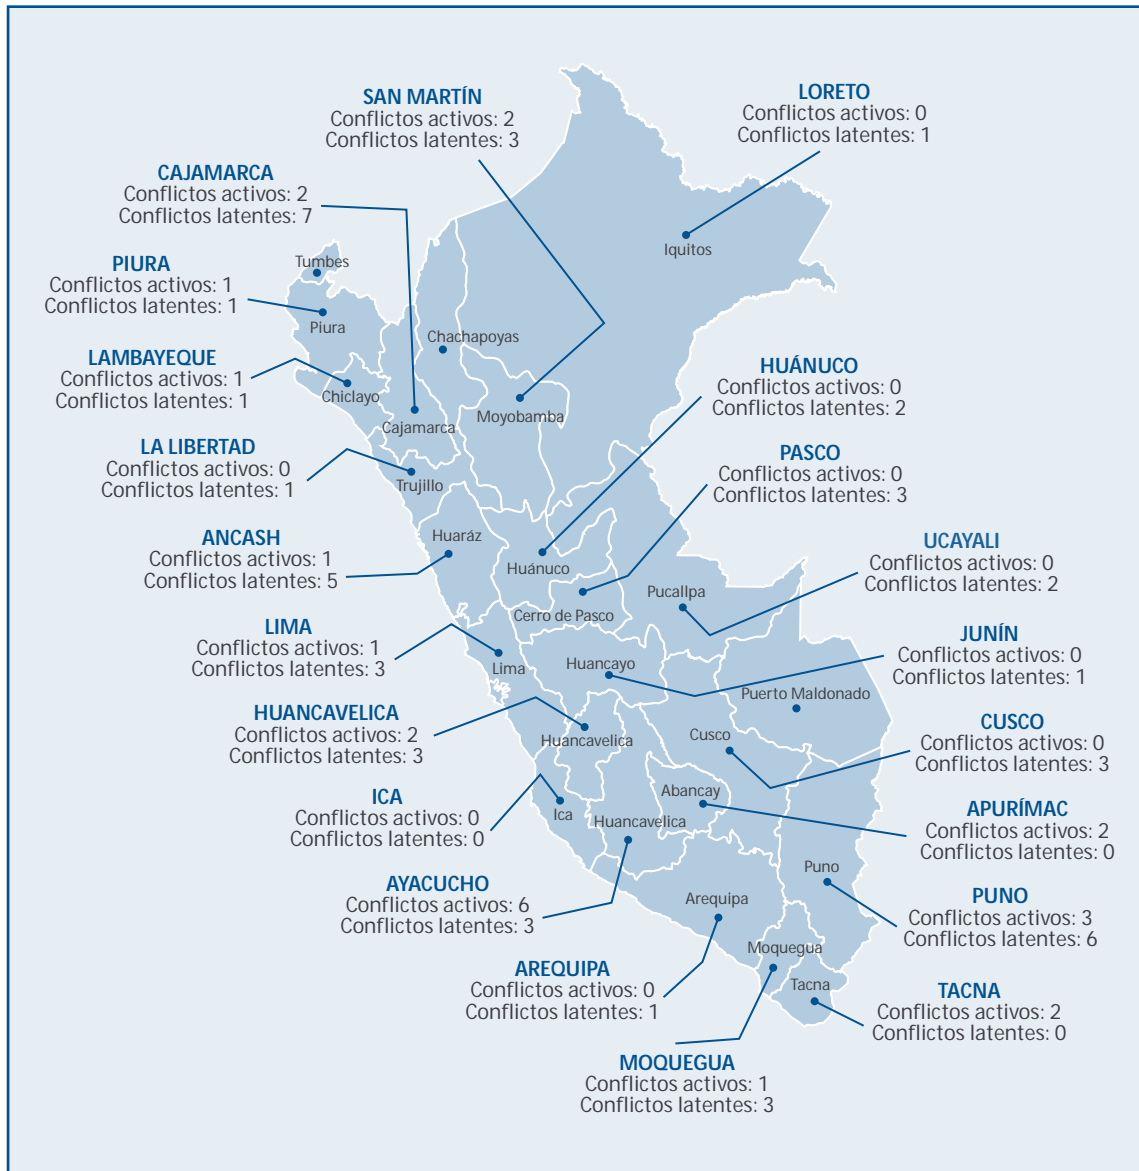 SAN MARTÍN
Conflictos activos: 2
Conflictos latentes: 3
LORETO
Conflictos activos: 0
Conflictos latentes: 1
CAJAMARCA
Conflictos activos: 2
Conflictos latentes: 7
PIURA
Conflictos activos: 1
Conflictos latentes: 1
LAMBAYEQUE
Conflictos activos: 1
Conflictos latentes: 1
LA LIBERTAD
Conflictos activos: 0
Conflictos latentes: 1
ANCASH
Conflictos activos: 1
Conflictos latentes: 5
LIMA
Conflictos activos: 1
Conflictos latentes: 3
HUANCAVELICA
Conflictos activos: 2
Conflictos latentes: 3
ICA
Conflictos activos: 0
Conflictos latentes: 0
AYACUCHO
Conflictos activos: 6
Conflictos latentes: 3
AREQUIPA
Conflictos activos: 0
Conflictos latentes: 1
MOQUEGUA
Conflictos activos: 1
Conflictos latentes: 3
HUÁNUCO
Conflictos activos: 0
Conflictos latentes: 2
PASCO
Conflictos activos: 0
Conflictos latentes: 3
UCAYALI
Conflictos activos: 0
Conflictos latentes: 2
JUNÍN
Conflictos activos: 0
Conflictos latentes: 1
CUSCO
Conflictos activos: 0
Conflictos latentes: 3
APURÍMAC
Conflictos activos: 2
Conflictos latentes: 0
PUNO
Conflictos activos: 3
Conflictos latentes: 6
TACNA
Conflictos activos: 2
Conflictos latentes: 0
Tumbes
Iquitos
Piura
Chachapoyas
Chiclayo
Moyobamba
Cajamarca
Trujillo
Huaráz
Huánuco
Pucallpa
Cerro de Pasco
Lima
Huancayo
Puerto Maldonado
Huancavelica
Cusco
Abancay
Ica
Huancavelica
Puno
Arequipa
Moquegua
Tacna